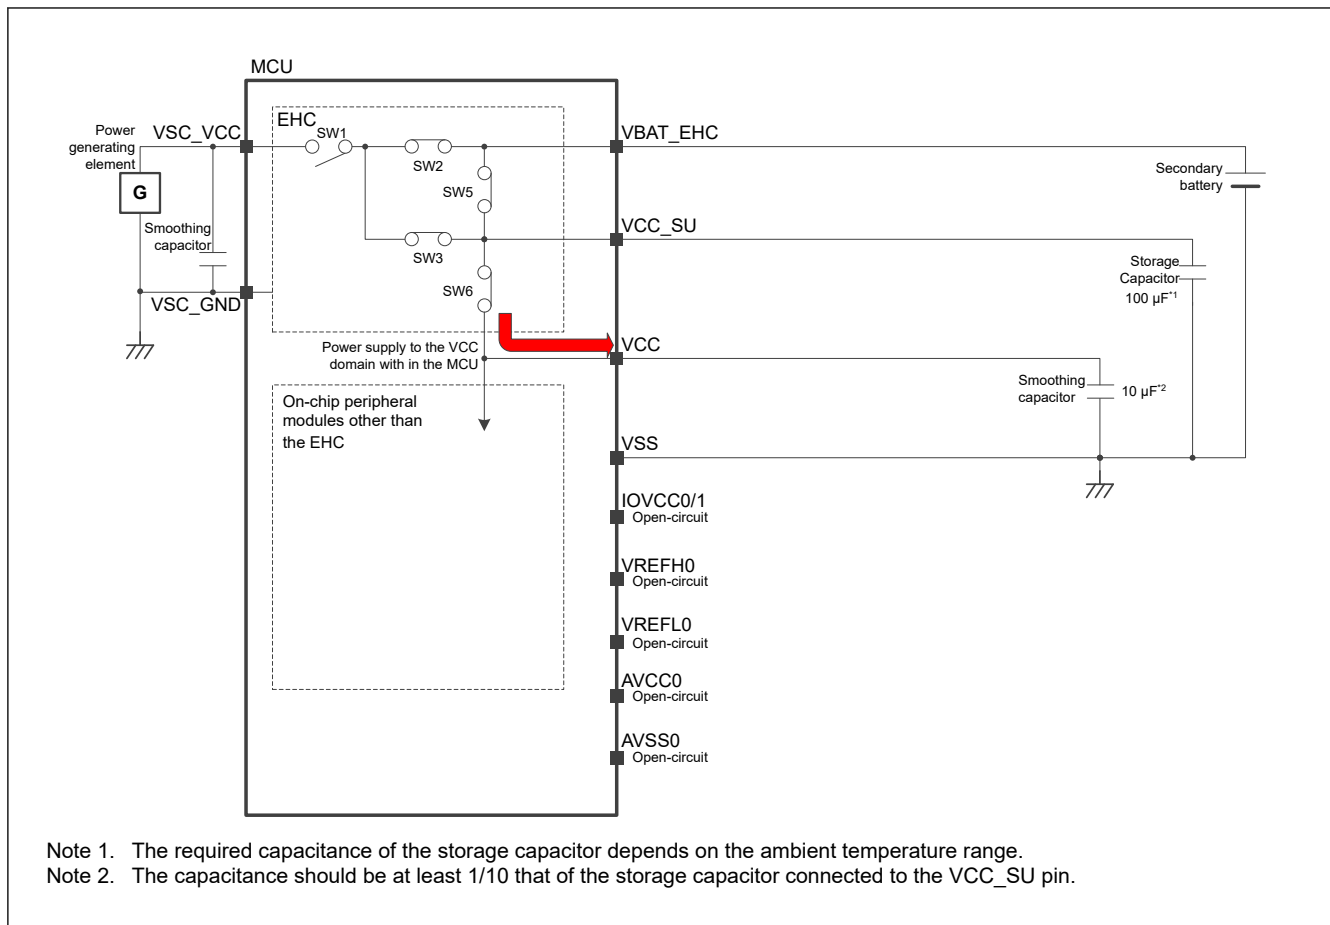 MCU
EHC
SW1
Power
generating
element
VSC_VCC
VBAT_EHC
G
SW2
SW5
Secondary
battery
Smoothing
capacitor
VCC_SU
SW3
Storage
Capacitor
100 µF*1
SW6
VSC_GND
Power supply to the VCC
domain with in the MCU
VCC
Smoothing
capacitor
10 µF*2
On-chip peripheral
modules other than
the EHC
VSS
IOVCC0/1
Open-circuit
VREFH0
Open-circuit
VREFL0
Open-circuit
AVCC0
Open-circuit
AVSS0
Open-circuit
Note 1. The required capacitance of the storage capacitor depends on the ambient temperature range.
Note 2. The capacitance should be at least 1/10 that of the storage capacitor connected to the VCC_SU pin.